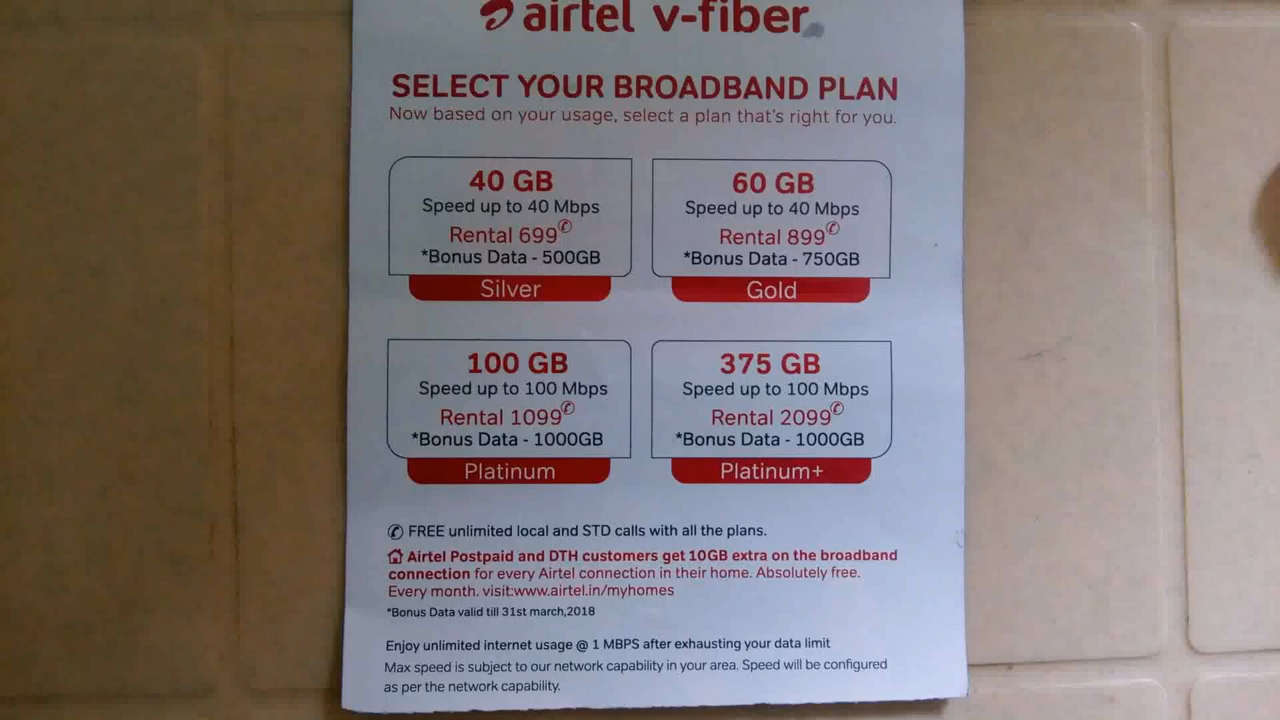 airtel v-fiber
SELECT YOUR BROADBAND PLAN
Now based on your usage, select a plan that's right for you.
40 GB
Speed up to 40 Mbps
Rental 699
*Bonus Data - 500GB
Silver
60 GB
Speed up to 40 Mbps
Rental 899
*Bonus Data - 750GB
Gold
100 GB
Speed up to 100 Mbps
Rental 1099
*Bonus Data - 1000GB
Platinum
375 GB
Speed up to 100 Mbps
Rental 2099
*Bonus Data - 1000GB
Platinum+
FREE unlimited local and STD calls with all the plans.
Airtel Postpaid and DTH customers get 10GB extra on the broadband
connection for every Airtel connection in their home. Absolutely free.
Every month. visit:www.airtel.in/myhomes
*Bonus Data valid till 31st march,2018
Enjoy unlimited internet usage @ 1 MBPS after exhausting your data limit
Max speed is subject to our network capability in your area. Speed will be configured
as per the network capability.